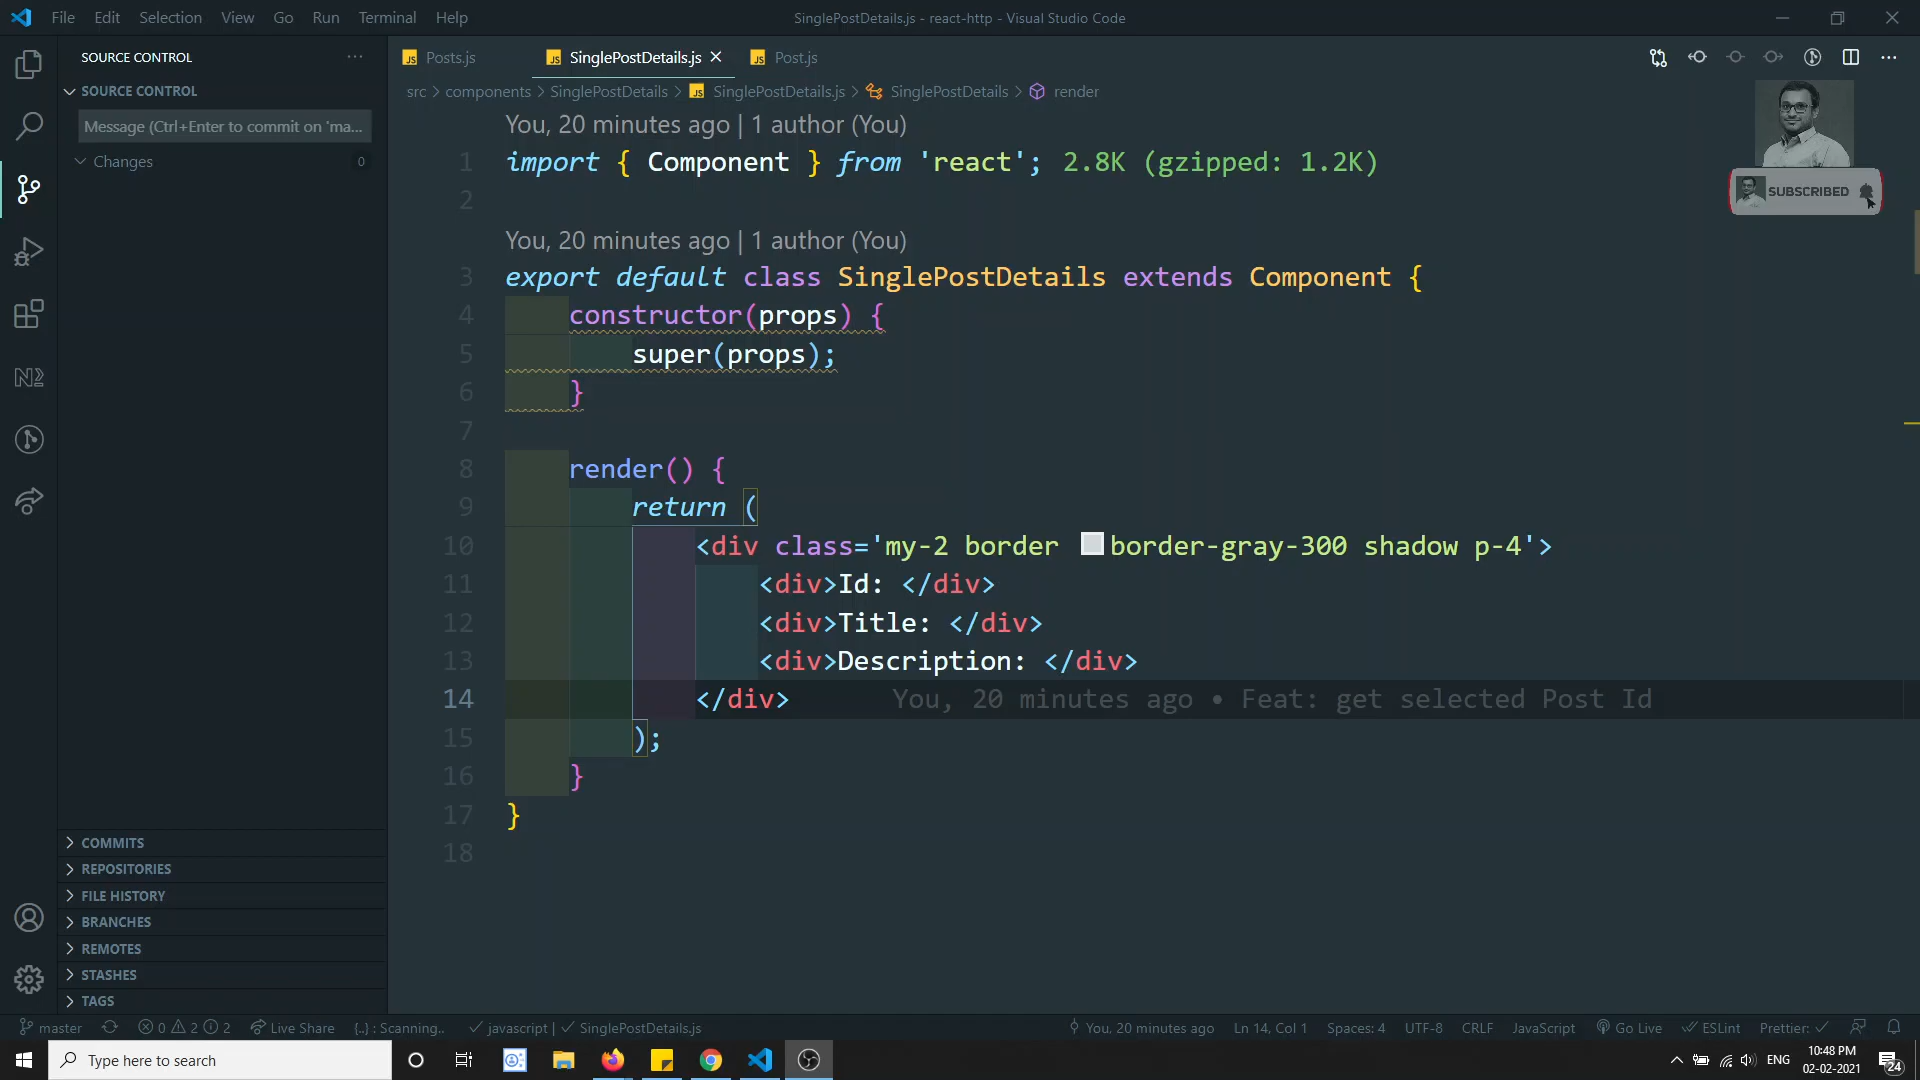 File Edit Selection View Go Run Terminal Help
SinglePostDetails.js - react-http - Visual Studio Code
SOURCE CONTROL
SOURCE CONTROL
Message (Ctrl+Enter to commit on 'ma...
Changes 0
COMMITS
REPOSITORIES
FILE HISTORY
BRANCHES
REMOTES
STASHES
TAGS
JS Posts.js JS SinglePostDetails.js JS Post.js
src > components > SinglePostDetails > JS SinglePostDetails.js > SinglePostDetails > render
SUBSCRIBED
You, 20 minutes ago | 1 author (You)
1 import { Component } from 'react'; 2.8K (gzipped: 1.2K)
2
You, 20 minutes ago | 1 author (You)
3 export default class SinglePostDetails extends Component {
4 constructor(props) {
5 super(props);
6 }
7
8 render() {
9 return (
10 <div class='my-2 border border-gray-300 shadow p-4'>
11 <div>Id: </div>
12 <div>Title: </div>
13 <div>Description: </div>
14 </div> You, 20 minutes ago • Feat: get selected Post Id
15 );
16 }
17 }
18
master 0 2 2 Live Share {..} : Scanning.. javascript | SinglePostDetails.js You, 20 minutes ago Ln 14, Col 1 Spaces: 4 UTF-8 CRLF JavaScript Go Live ESLint Prettier:
Type here to search
ENG
10:48 PM
02-02-2021
24